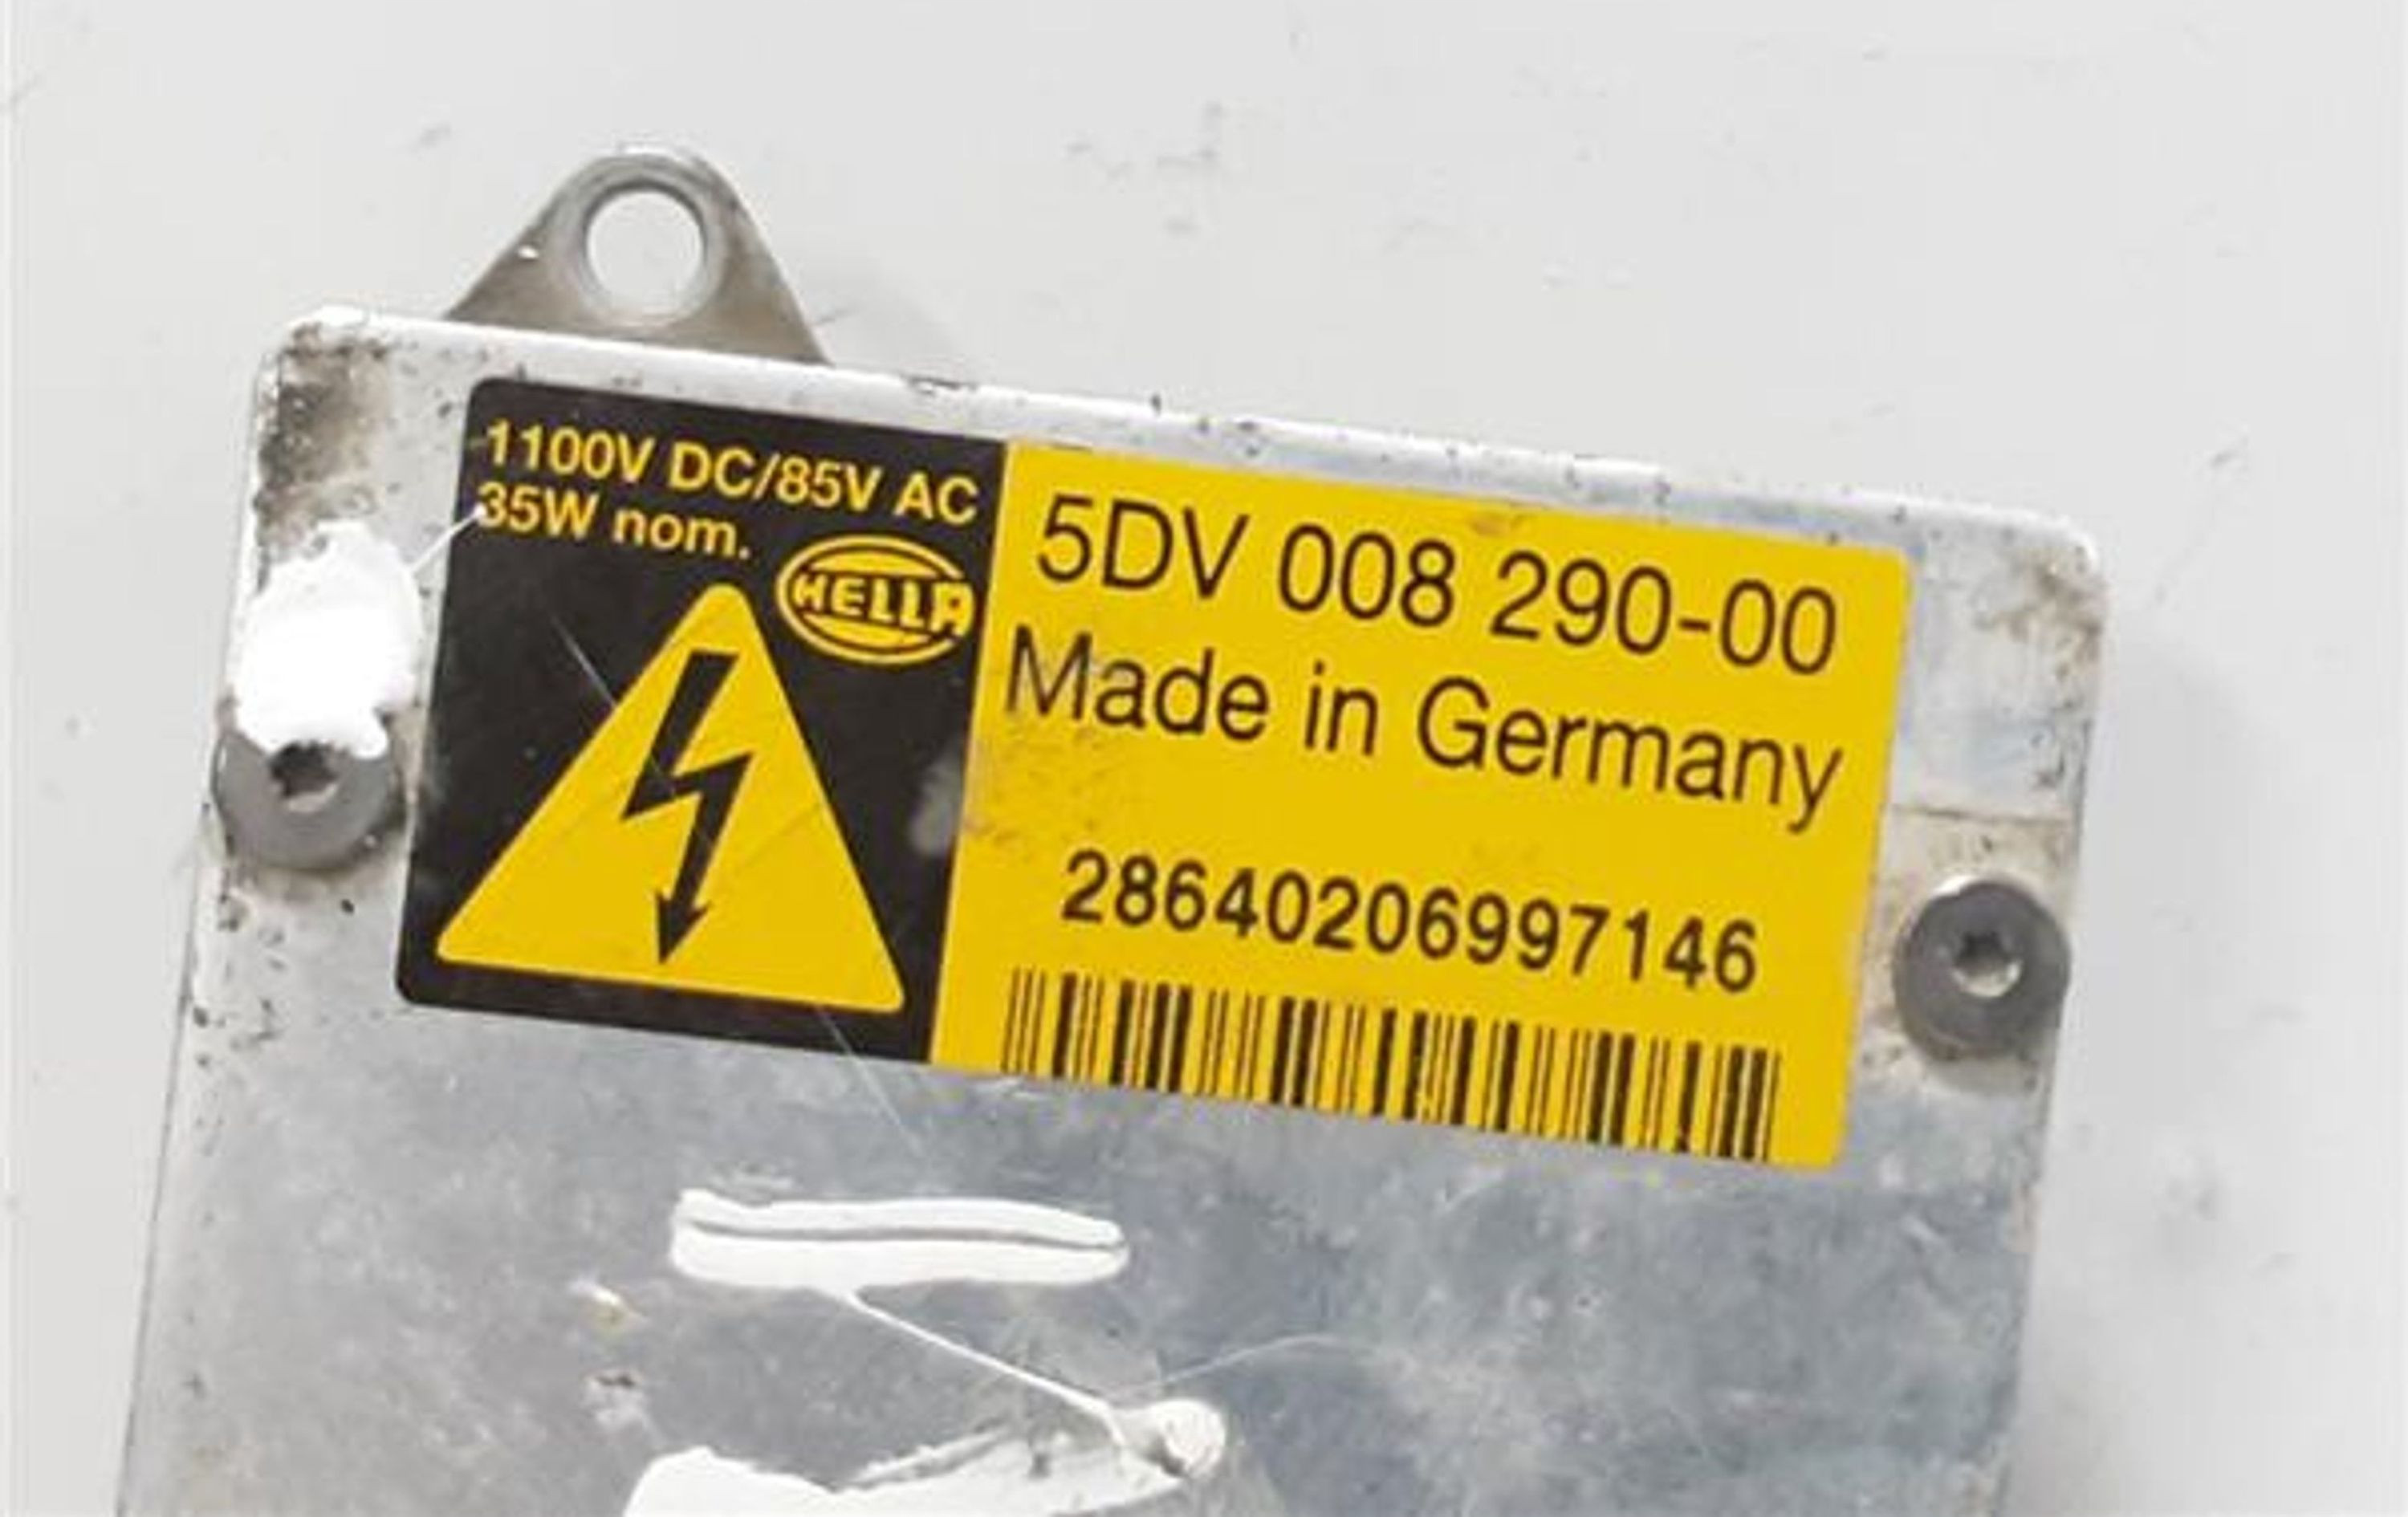 1100V DC/85V AC
35W nom.
HELLA
5DV 008 290-00
Made in Germany
28640206997146